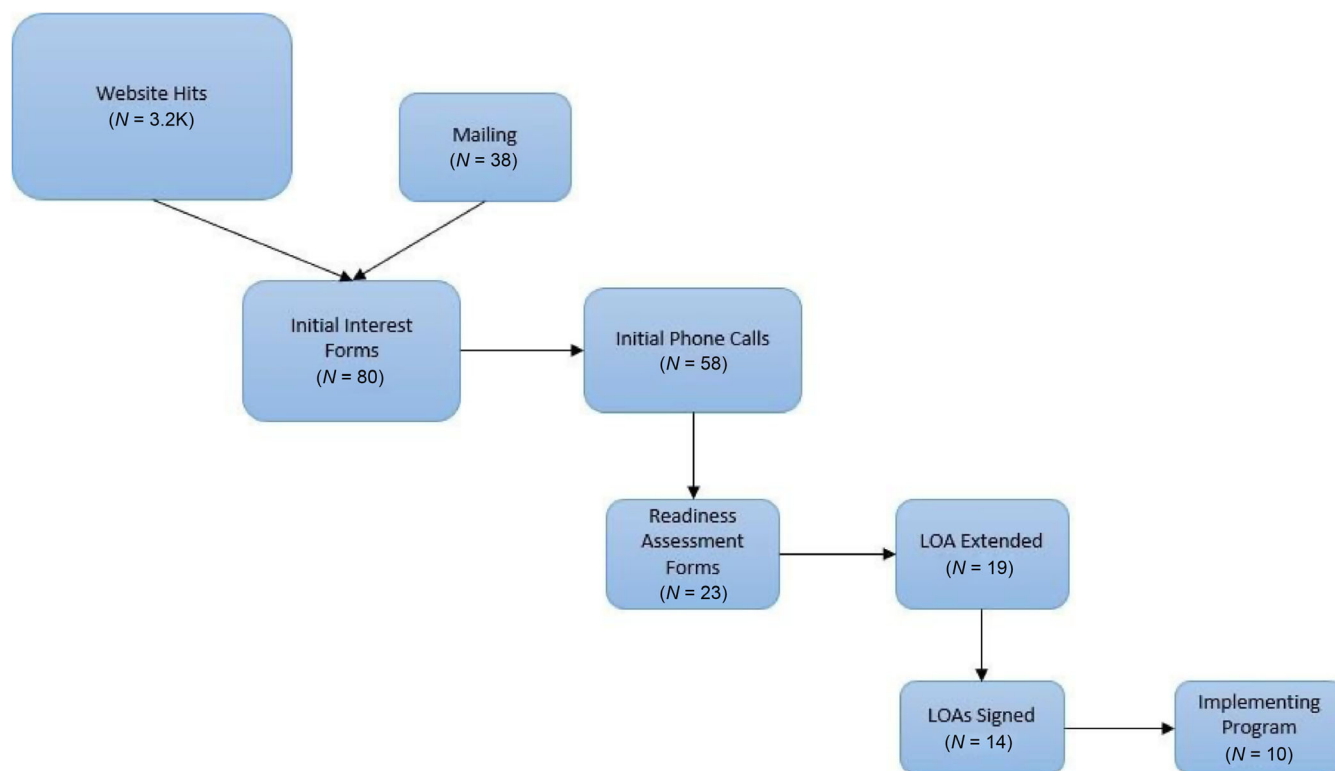 Website Hits
(N = 3.2K)
Mailing
(N = 38)
Initial Interest
Forms
(N = 80)
Initial Phone Calls
(N = 58)
Readiness
Assessment
Forms
(N = 23)
LOA Extended
(N = 19)
LOAs Signed
(N = 14)
Implementing
Program
(N = 10)